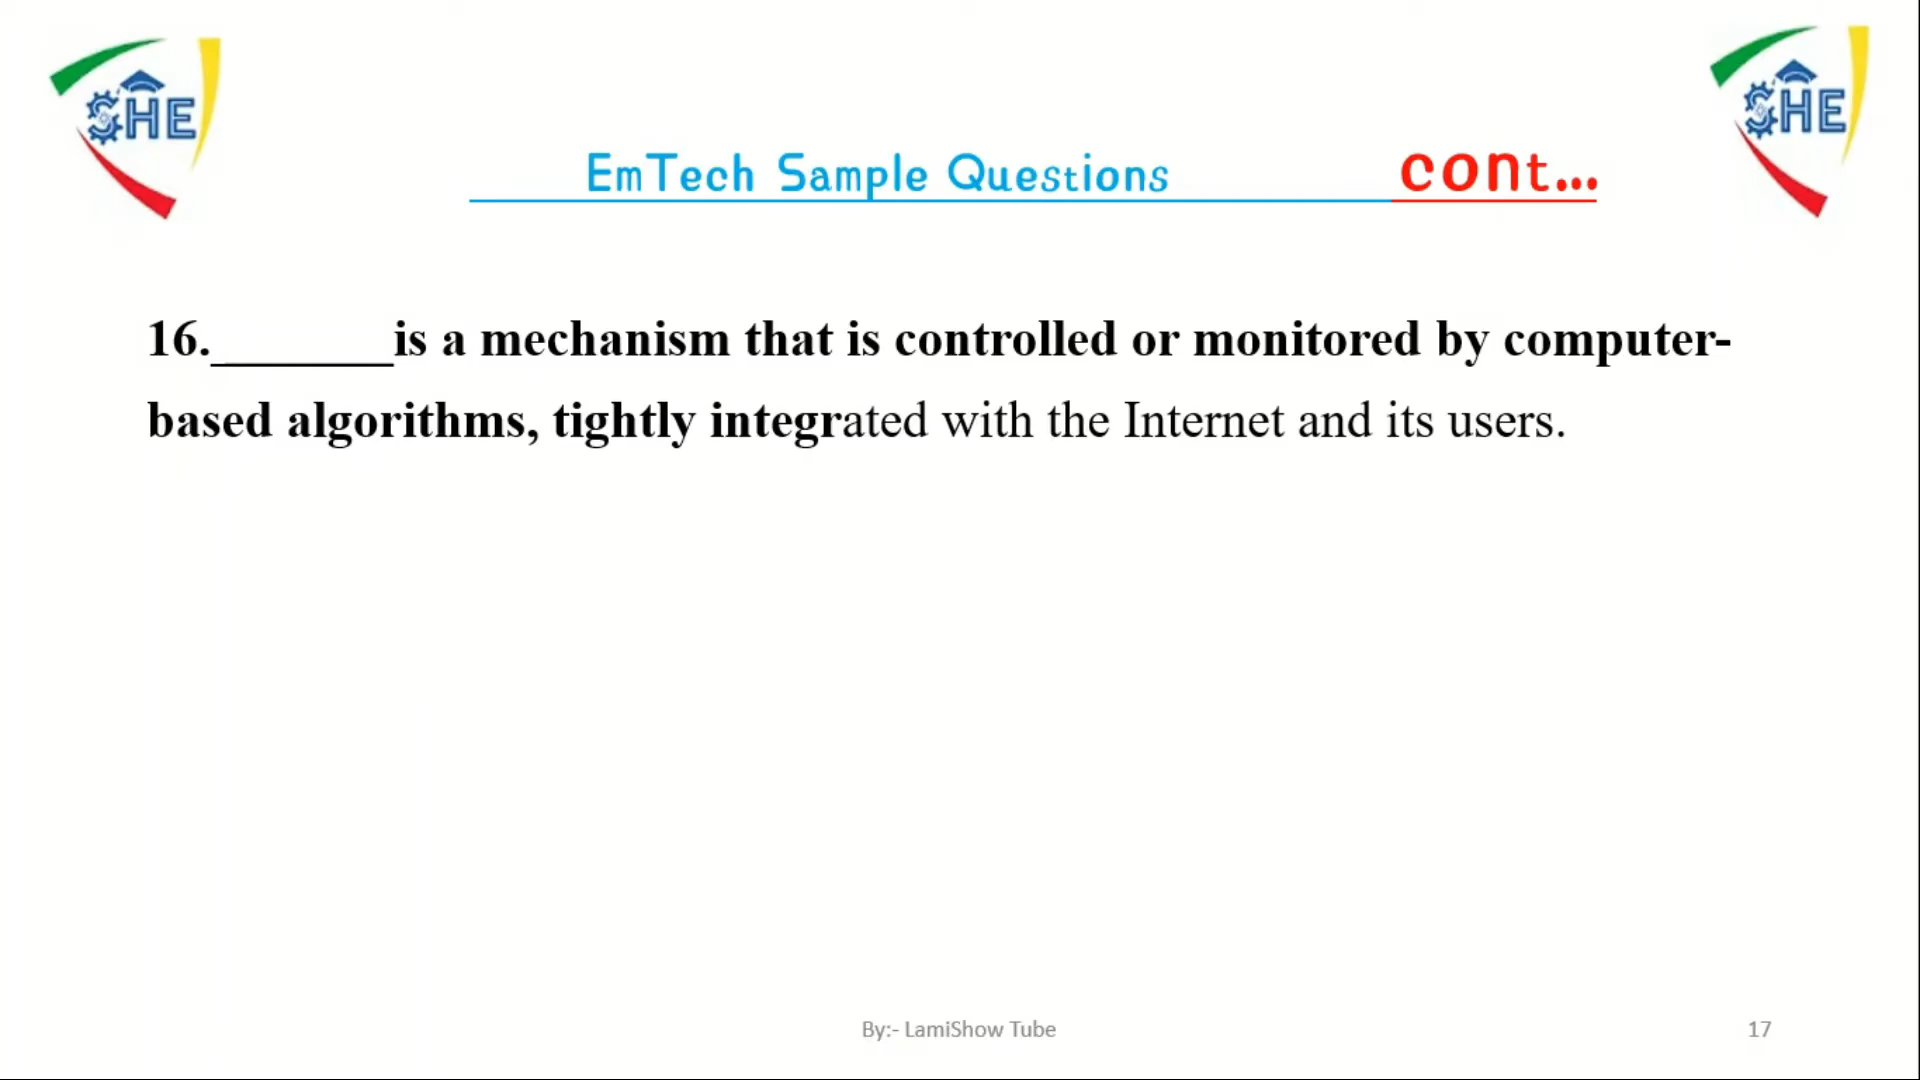 SHE
SHE
EmTech Sample Questions cont...
16._______is a mechanism that is controlled or monitored by computer-
based algorithms, tightly integrated with the Internet and its users.
By:- LamiShow Tube
17